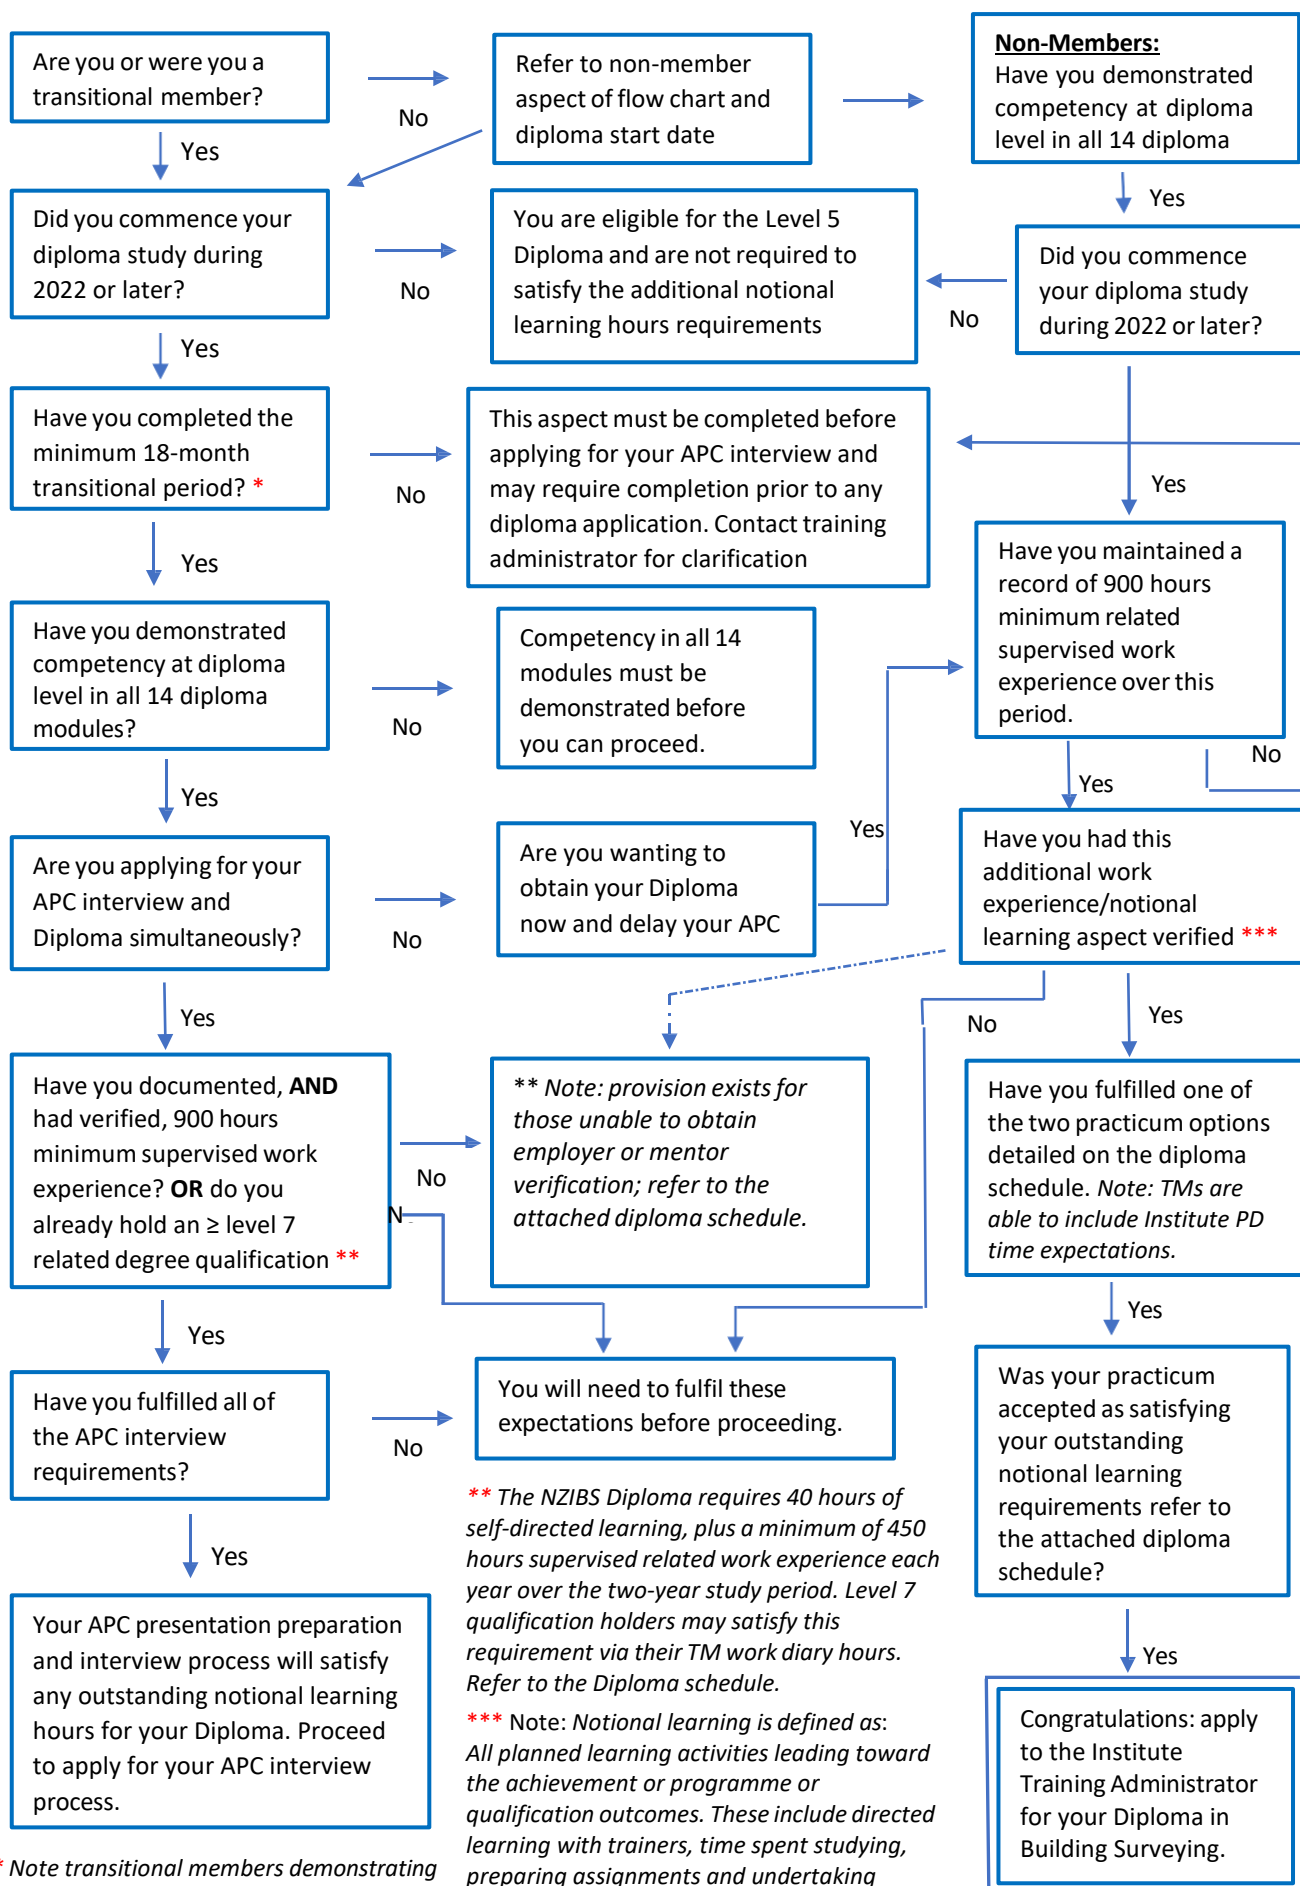 Are you or were you a
transitional member?
No
Refer to non-member
aspect of flow chart and
diploma start date
Non-Members:
Have you demonstrated
competency at diploma
level in all 14 diploma
Yes
Yes
Did you commence your
diploma study during
2022 or later?
No
You are eligible for the Level 5
Diploma and are not required to
satisfy the additional notional
learning hours requirements
No
Did you commence
your diploma study
during 2022 or later?
Yes
Have you completed the
minimum 18-month
transitional period? *
No
This aspect must be completed before
applying for your APC interview and
may require completion prior to any
diploma application. Contact training
administrator for clarification
Yes
Have you maintained a
record of 900 hours
minimum related
supervised work
experience over this
period.
No
Yes
Yes
Have you demonstrated
competency at diploma
level in all 14 diploma
modules?
No
Competency in all 14
modules must be
demonstrated before
you can proceed.
Yes
Are you applying for your
APC interview and
Diploma simultaneously?
No
Are you wanting to
obtain your Diploma
now and delay your APC
Yes
Have you had this
additional work
experience/notional
learning aspect verified ***
No
Yes
Yes
Have you documented, AND
had verified, 900 hours
minimum supervised work
experience? OR do you
already hold an ≥ level 7
related degree qualification **
No
** Note: provision exists for
those unable to obtain
employer or mentor
verification; refer to the
attached diploma schedule.
Have you fulfilled one of
the two practicum options
detailed on the diploma
schedule. Note: TMs are
able to include Institute PD
time expectations.
Yes
Yes
Have you fulfilled all of
the APC interview
requirements?
No
You will need to fulfil these
expectations before proceeding.
Was your practicum
accepted as satisfying
your outstanding
notional learning
requirements refer to
the attached diploma
schedule?
Yes
Yes
Your APC presentation preparation
and interview process will satisfy
any outstanding notional learning
hours for your Diploma. Proceed
to apply for your APC interview
process.
** The NZIBS Diploma requires 40 hours of
self-directed learning, plus a minimum of 450
hours supervised related work experience each
year over the two-year study period. Level 7
qualification holders may satisfy this
requirement via their TM work diary hours.
Refer to the Diploma schedule.
*** Note: Notional learning is defined as:
All planned learning activities leading toward
the achievement or programme or
qualification outcomes. These include directed
learning with trainers, time spent studying,
preparing assignments and undertaking
Congratulations: apply
to the Institute
Training Administrator
for your Diploma in
Building Surveying.
* Note transitional members demonstrating